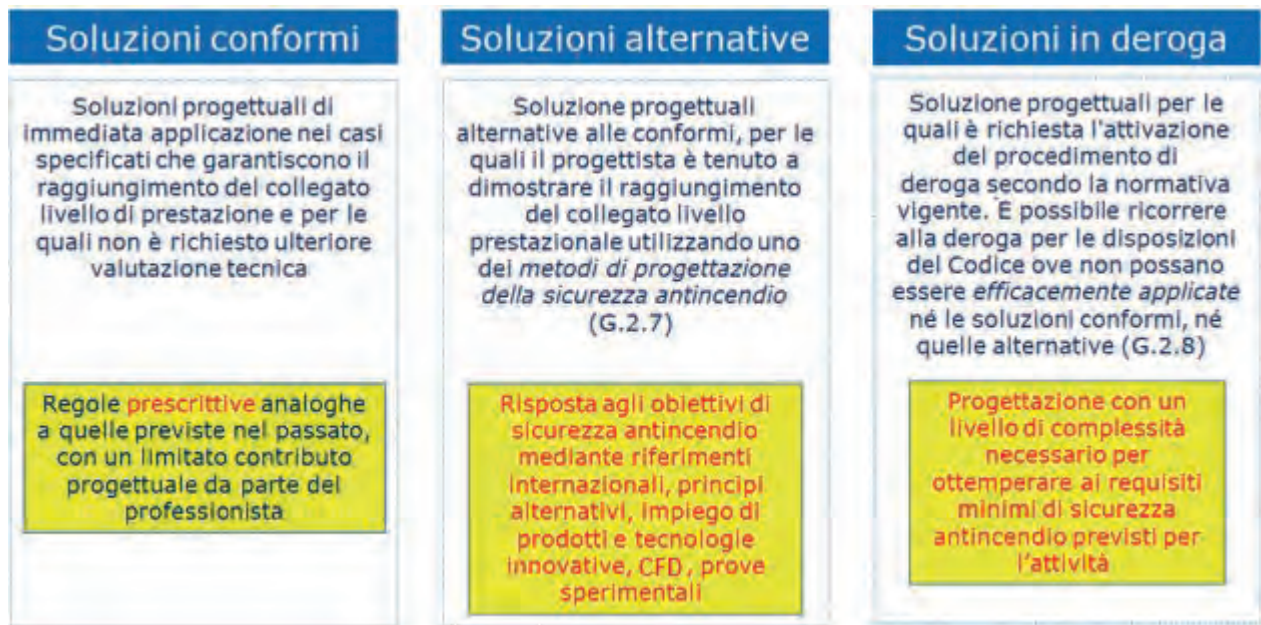 Soluzioni conformi
Soluzioni progettuali di
immediata applicazione nei casi
specificati che garantiscono il
raggiungimento del collegato
livello di prestazione e per le
quali non è richiesto ulteriore
valutazione tecnica
Regole prescrittive analoghe
a quelle previste nel passato,
con un limitato contributo
progettuale da parte del
professionista
Soluzioni alternative
Soluzione progettuali
alternative alle conformi, per le
quali il progettista è tenuto a
dimostrare il raggiungimento
del collegato livello
prestazionale utilizzando uno
dei metodi di progettazione
della sicurezza antincendio
(G.2.7)
Risposta agli obiettivi di
sicurezza antincendio
mediante riferimenti
internazionali, principi
alternativi, impiego di
prodotti e tecnologie
innovative, CFD , prove
sperimentali
Soluzioni in deroga
Soluzione progettuali per le
quali è richiesta l'attivazione
del procedimento di
deroga secondo la normativa
vigente. E possibile ricorrere
alla deroga per le disposizioni
del Codice ove non possano
essere efficacemente applicate
né le soluzioni conformi, né
quelle alternative (G.2.8)
Progettazione con un
livello di complessità
necessario per
ottemperare ai requisiti
minimi di sicurezza
antincendio previsti per
l'attività